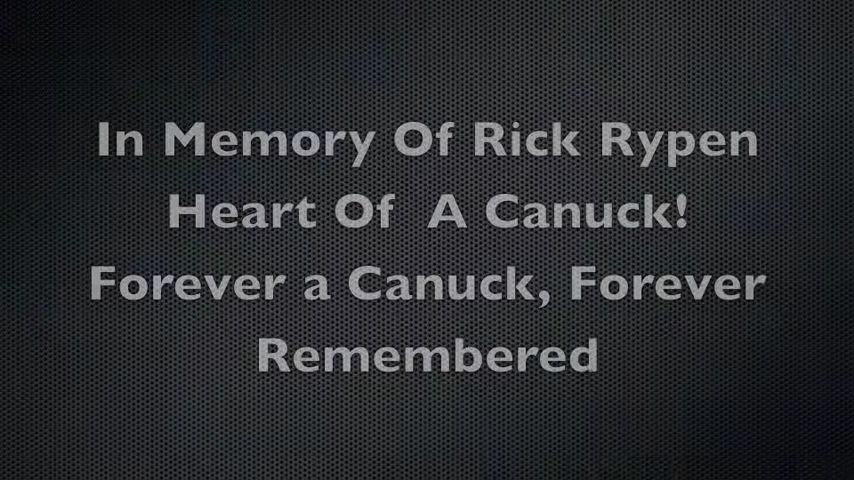 In Memory Of Rick Rypen
Heart Of  A Canuck!
Forever a Canuck, Forever
Remembered